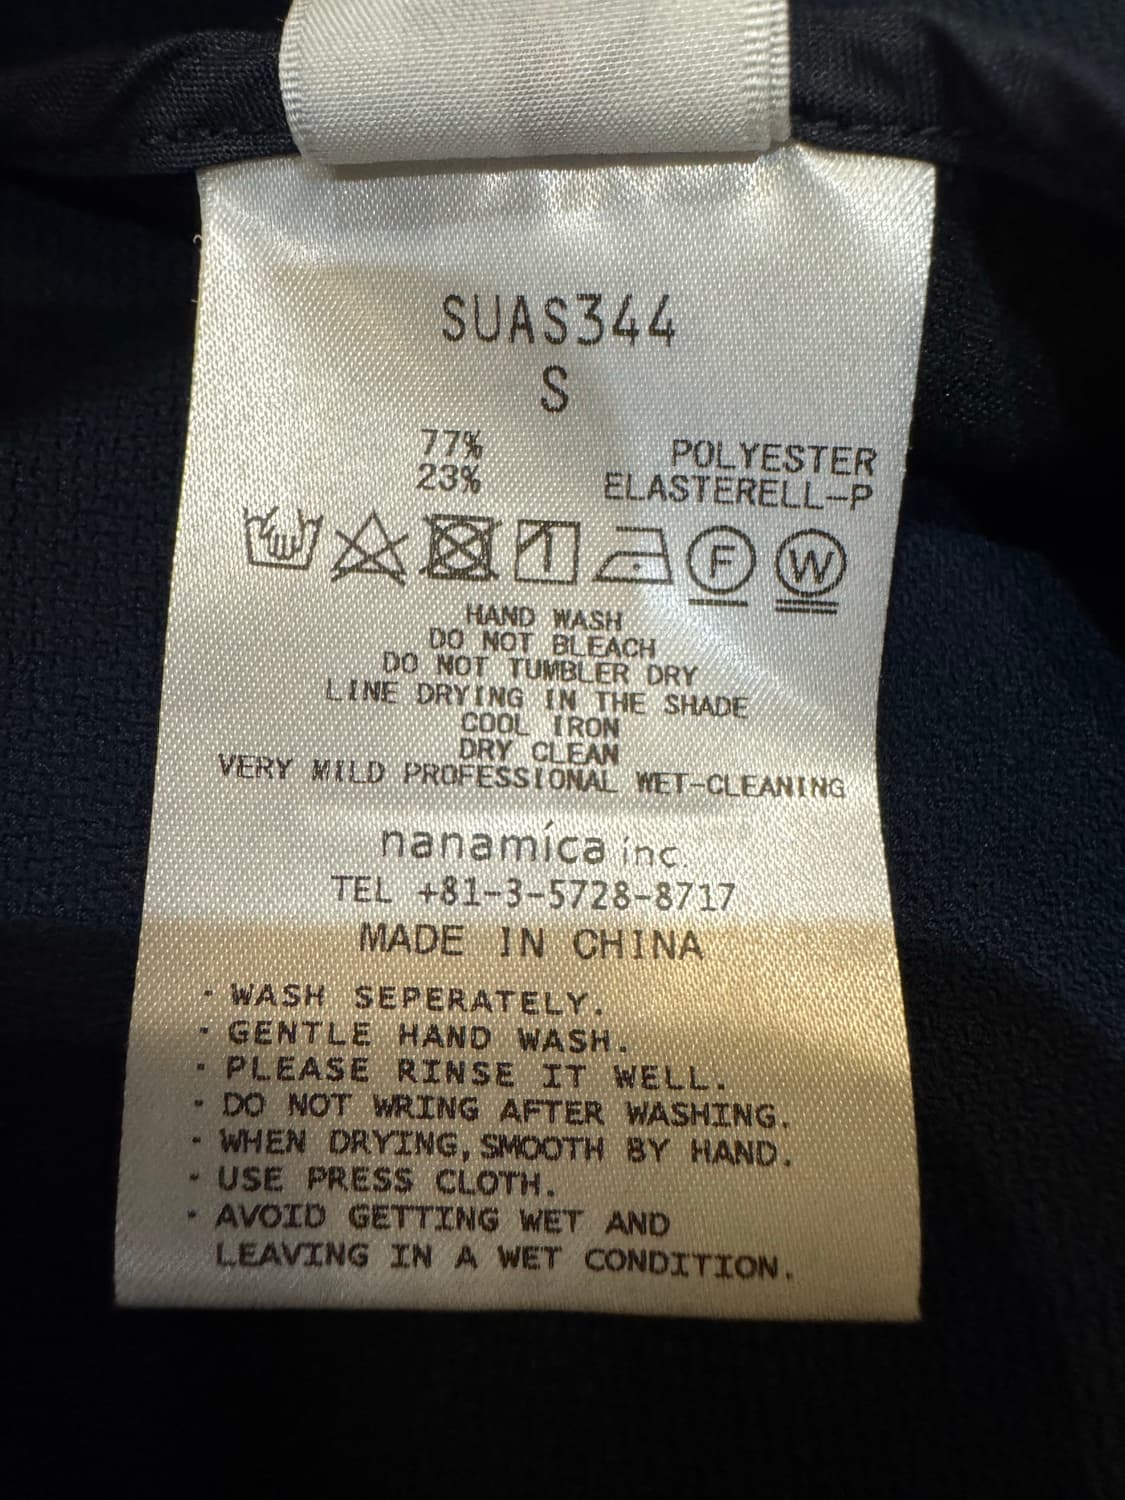 SUAS344
S
77% POLYESTER
23% ELASTERELL-P
F W
HAND WASH
DO NOT BLEACH
DO NOT TUMBLER DRY
LINE DRYING IN THE SHADE
COOL IRON
DRY CLEAN
VERY MILD PROFESSIONAL WET-CLEANING
nanamíca inc.
TEL +81-3-5728-8717
MADE IN CHINA
・WASH SEPERATELY.
・GENTLE HAND WASH.
・PLEASE RINSE IT WELL.
・DO NOT WRING AFTER WASHING.
・WHEN DRYING,SMOOTH BY HAND.
・USE PRESS CLOTH.
・AVOID GETTING WET AND
LEAVING IN A WET CONDITION.